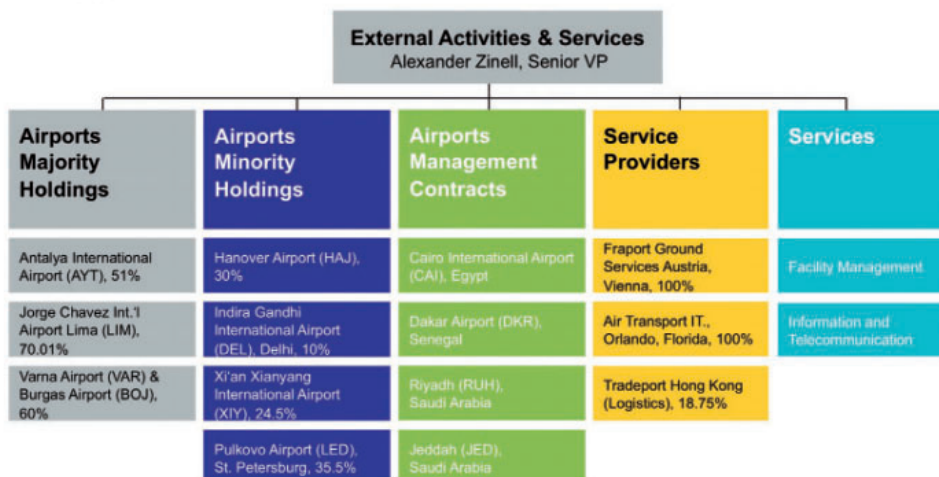 External Activities & Services
Alexander Zinell, Senior VP
Airports
Majority
Holdings
Antalya International
Airport (AYT), 51%
Jorge Chavez Int.'l
Airport Lima (LIM),
70.01%
Varna Airport (VAR) &
Burgas Airport (BOJ),
60%
Airports
Minority
Holdings
Hanover Airport (HAJ),
30%
Indira Gandhi
International Airport
(DEL), Delhi, 10%
Xi'an Xianyang
International Airport
(XIY), 24.5%
Pulkovo Airport (LED),
St. Petersburg, 35.5%
Airports
Management
Contracts
Cairo International Airport
(CAI), Egypt
Dakar Airport (DKR),
Senegal
Riyadh (RUH),
Saudi Arabia
Jeddah (JED),
Saudi Arabia
Service
Providers
Fraport Ground
Services Austria,
Vienna, 100%
Air Transport IT.,
Orlando, Florida, 100%
Tradeport Hong Kong
(Logistics), 18.75%
Services
Facility Management
Information and
Telecommunication